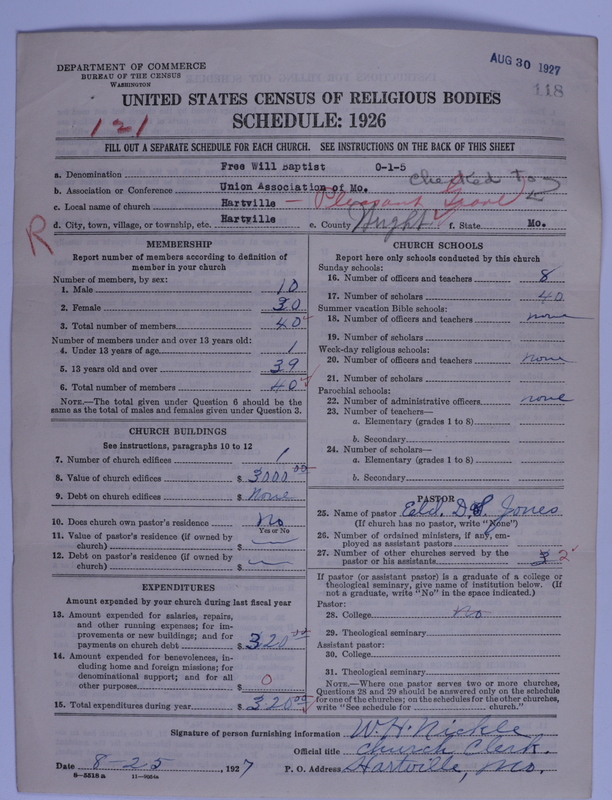 AUG 30 1927
DEPARTMENT OF COMMERCE
BUREAU OF THE CENSUS
WASHINGTON
118
UNITED STATES CENSUS OF RELIGIOUS BODIES
121
SCHEDULE: 1926
FILL OUT A SEPARATE SCHEDULE FOR EACH CHURCH. SEE INSTRUCTIONS ON THE BACK OF THIS SHEET
a. Denomination Free Will Baptist 0-1-5
checked
b. Association or Conference Union Association of Mo.
c. Local name of church Hartville — Pleasant Grove
d. City, town, village, or township, etc. Hartville e. County Wright f. State Mo.
R
MEMBERSHIP
Report number of members according to definition of
member in your church
Number of members, by sex:
1. Male 10
2. Female 30
3. Total number of members 40
Number of members under and over 13 years old:
4. Under 13 years of age 1
5. 13 years old and over 39
6. Total number of members 40
NOTE.—The total given under Question 6 should be
same as the total of males and females given under Question 3.
CHURCH BUILDINGS
See instructions, paragraphs 10 to 12
7. Number of church edifices 1
8. Value of church edifices $ 3000.00
9. Debt on church edifices $ None
10. Does church own pastor's residence No
Yes or No
11. Value of pastor's residence (if owned by
church) $
12. Debt on pastor's residence (if owned by
church) $
EXPENDITURES
Amount expended by your church during last fiscal year
13. Amount expended for salaries, repairs,
and other running expenses; for im-
provements or new buildings; and for
payments on church debt $ 320.00
14. Amount expended for benevolences, in-
cluding home and foreign missions; for
denominational support; and for all
other purposes $ 0
15. Total expenditures during year $ 320.00
CHURCH SCHOOLS
Report here only schools conducted by this church
Sunday schools:
16. Number of officers and teachers 8
17. Number of scholars 40
Summer vacation Bible schools:
18. Number of officers and teachers none
19. Number of scholars
Week-day religious schools:
20. Number of officers and teachers none
21. Number of scholars
Parochial schools:
22. Number of administrative officers none
23. Number of teachers—
a. Elementary (grades 1 to 8)
b. Secondary
24. Number of scholars—
a. Elementary (grades 1 to 8)
b. Secondary
PASTOR
25. Name of pastor Eld. D.S. Jones
(If church has no pastor, write "None")
26. Number of ordained ministers, if any, em-
ployed as assistant pastors
27. Number of other churches served by the
pastor or his assistants 3 2
If pastor (or assistant pastor) is a graduate of a college or
theological seminary, give name of institution below. (If
not a graduate, write "No" in the space indicated.)
Pastor:
28. College No
29. Theological seminary
Assistant pastor:
30. College
31. Theological seminary
NOTE.—Where one pastor serves two or more churches,
Questions 28 and 29 should be answered only on the schedule
for one of the churches; on the schedules for the other churches,
write "See schedule for church."
Signature of person furnishing information W. H. Nickle
Official title Church Clerk.
Date 8-25, 1927 P. O. Address Hartville, Mo.
8—5518 a 11—9034a